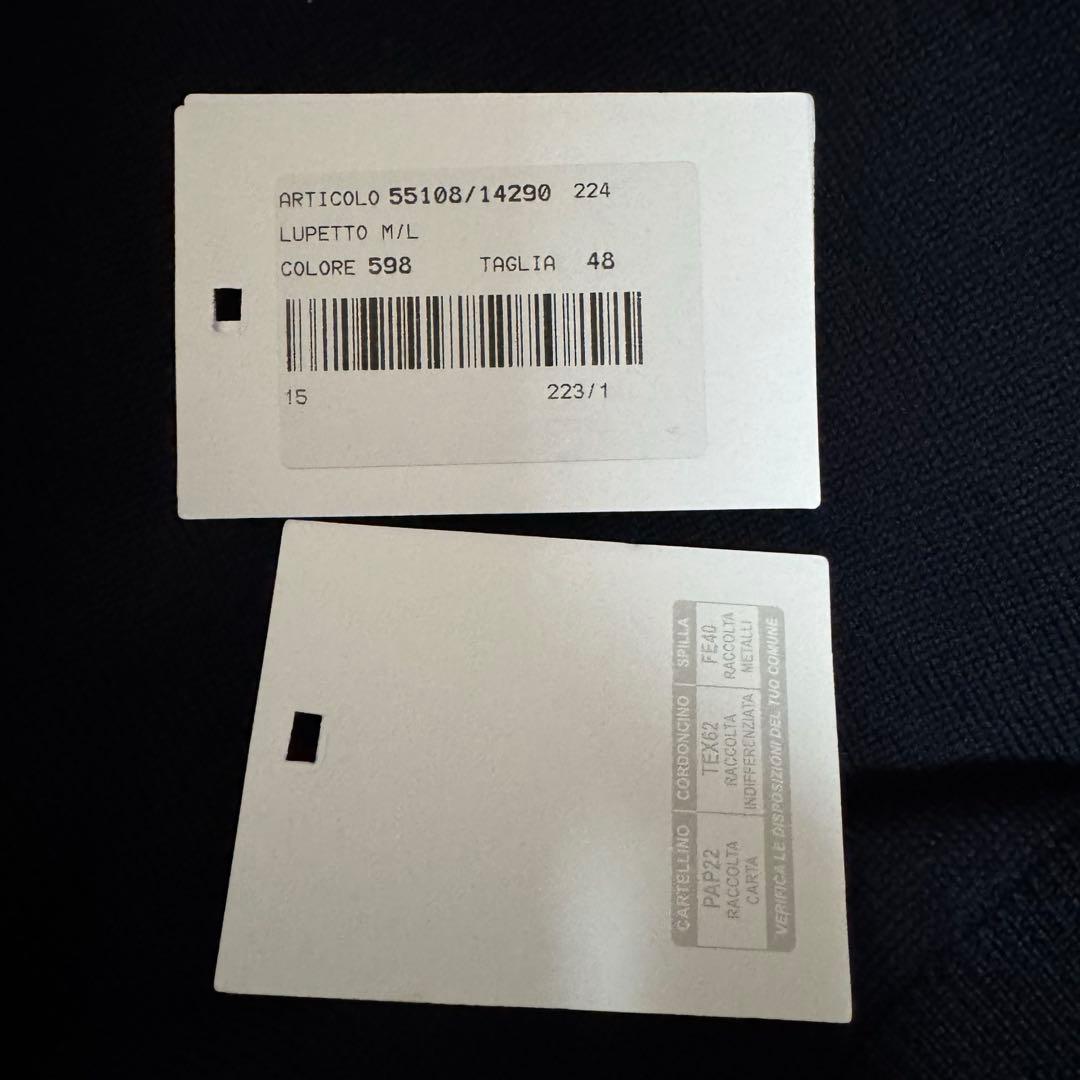 ARTICOLO 55108/14290 224
LUPETTO M/L
COLORE 598 TAGLIA 48
15 223/1
CARTELLINO CORDONCINO SPILLA
PAP22 TEX62 FE40
RACCOLTA RACCOLTA RACCOLTA
CARTA INDIFFERENZIATA METALLI
VERIFICA LE DISPOSIZIONI DEL TUO COMUNE